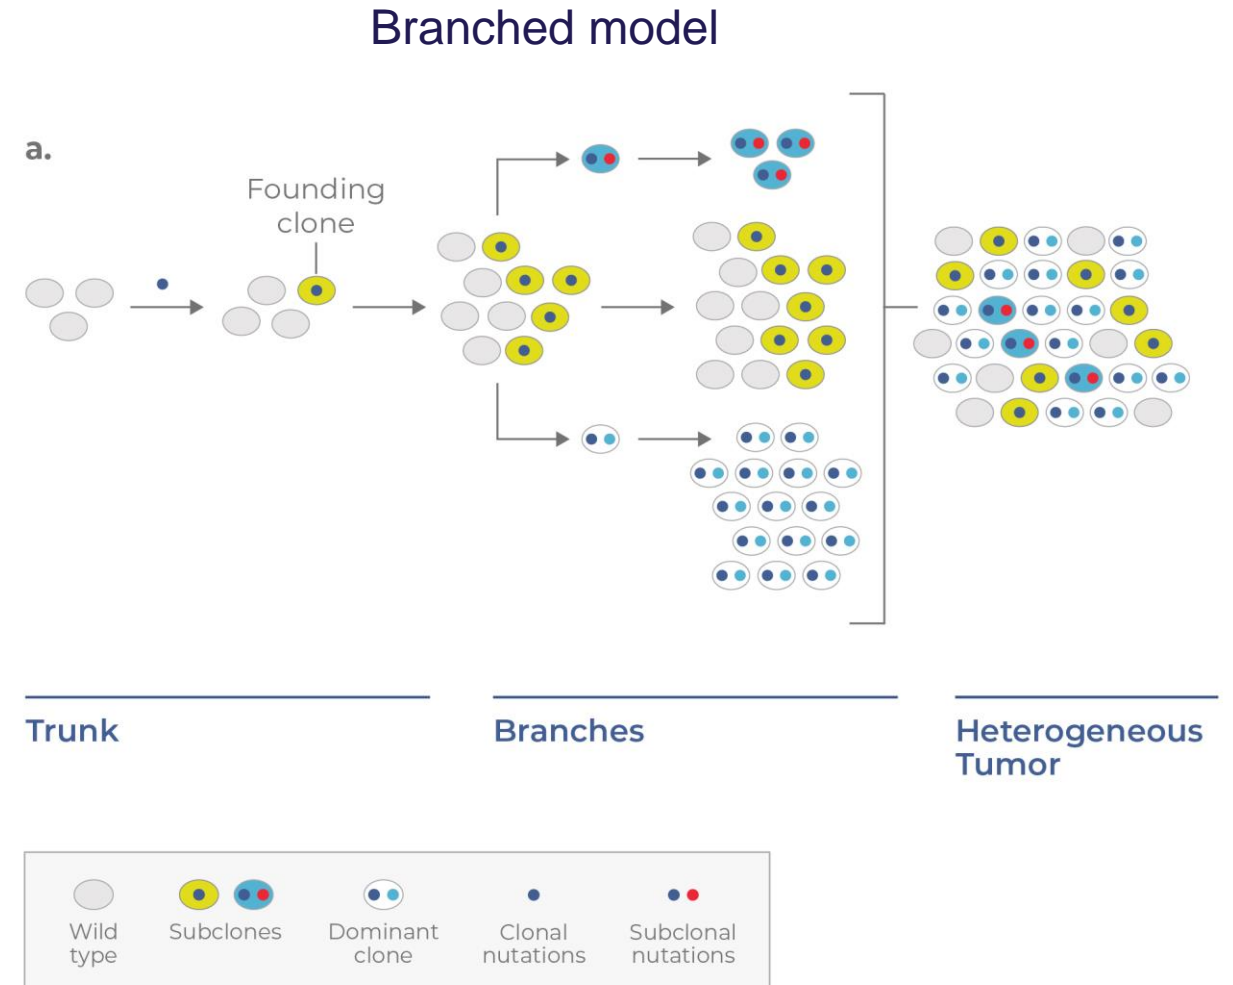 Branched model
a.
Founding
clone
Trunk
Branches
Heterogeneous
Tumor
Wild
type
Subclones
Dominant
clone
Clonal
nutations
Subclonal
nutations